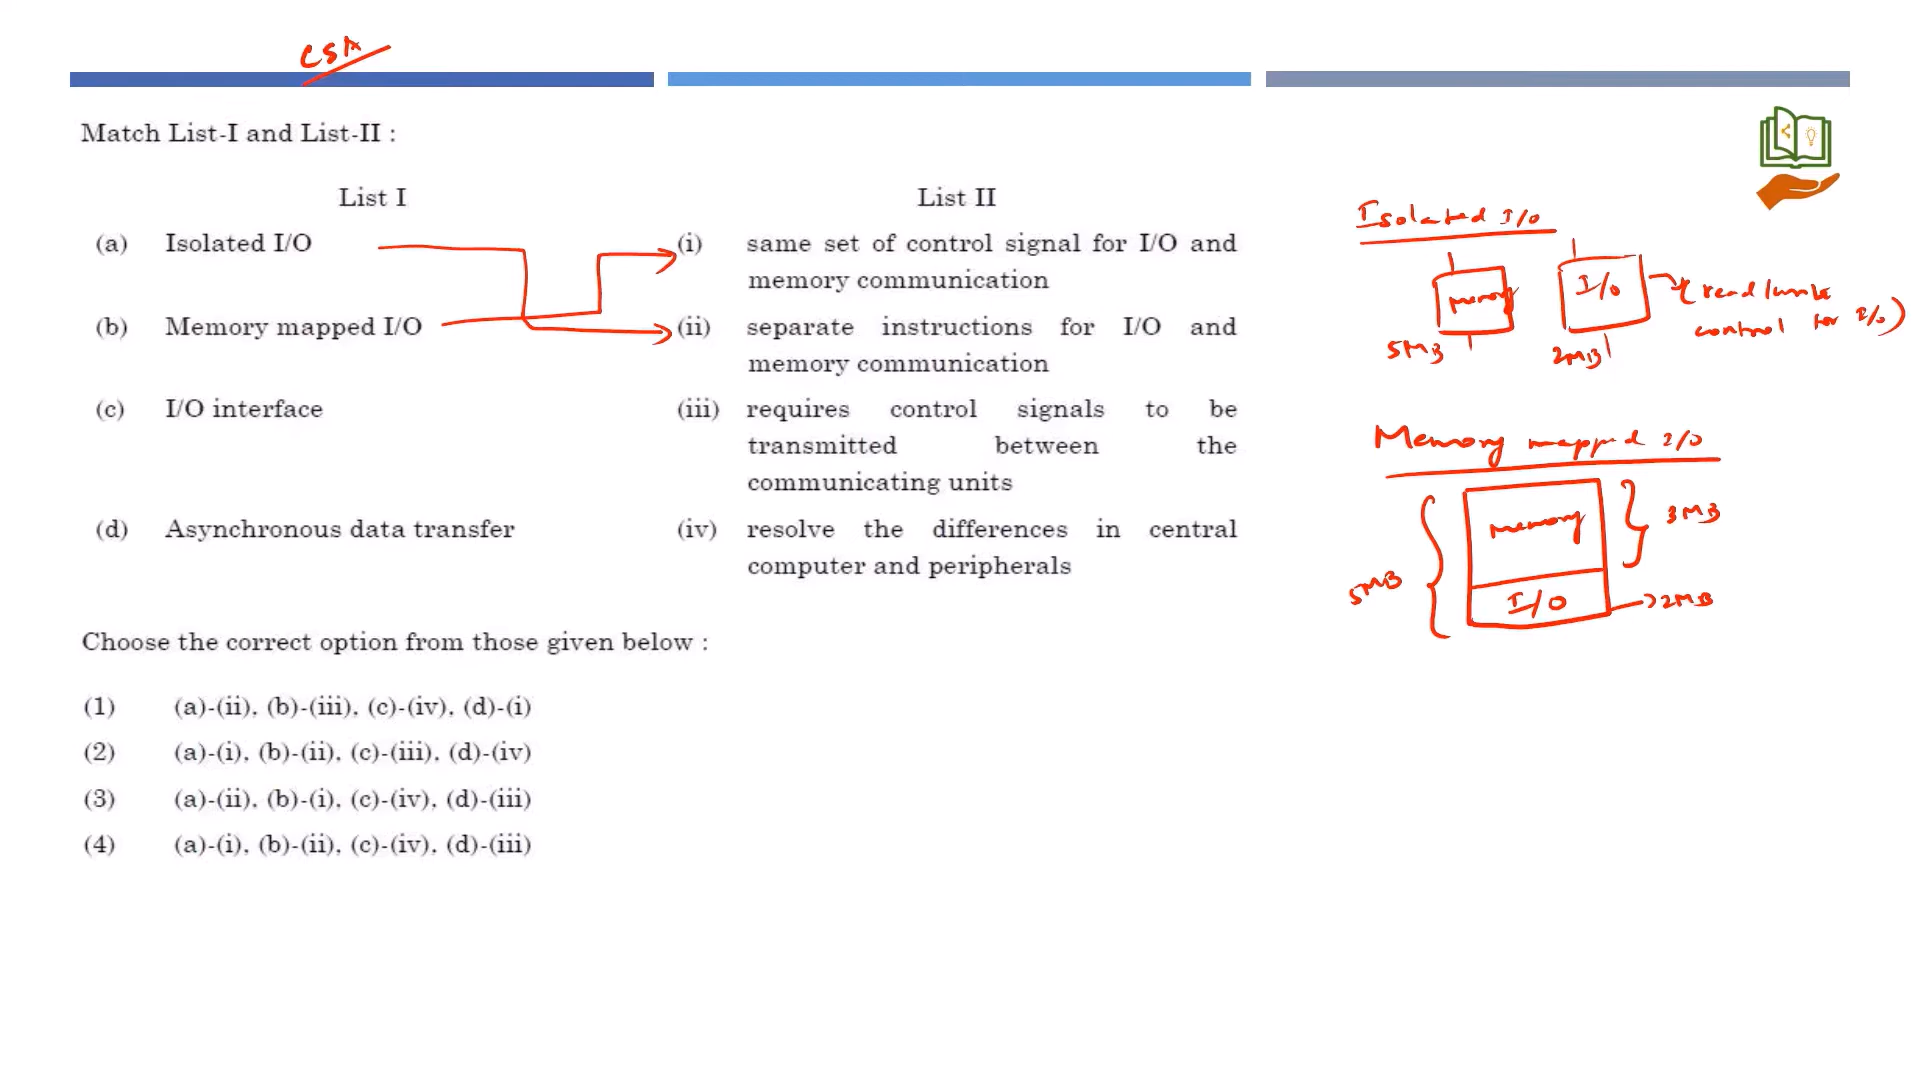 CSA
Match List-I and List-II :
List I List II
(a) Isolated I/O (i) same set of control signal for I/O and
memory communication
(b) Memory mapped I/O (ii) separate instructions for I/O and
memory communication
(c) I/O interface (iii) requires control signals to be
transmitted between the
communicating units
(d) Asynchronous data transfer (iv) resolve the differences in central
computer and peripherals
Choose the correct option from those given below :
(1) (a)-(ii), (b)-(iii), (c)-(iv), (d)-(i)
(2) (a)-(i), (b)-(ii), (c)-(iii), (d)-(iv)
(3) (a)-(ii), (b)-(i), (c)-(iv), (d)-(iii)
(4) (a)-(i), (b)-(ii), (c)-(iv), (d)-(iii)
Isolated I/O
memory I/O (read/write
control for I/O)
5MB 2MB
Memory mapped I/O
memory 3MB
5MB
I/O 2MB